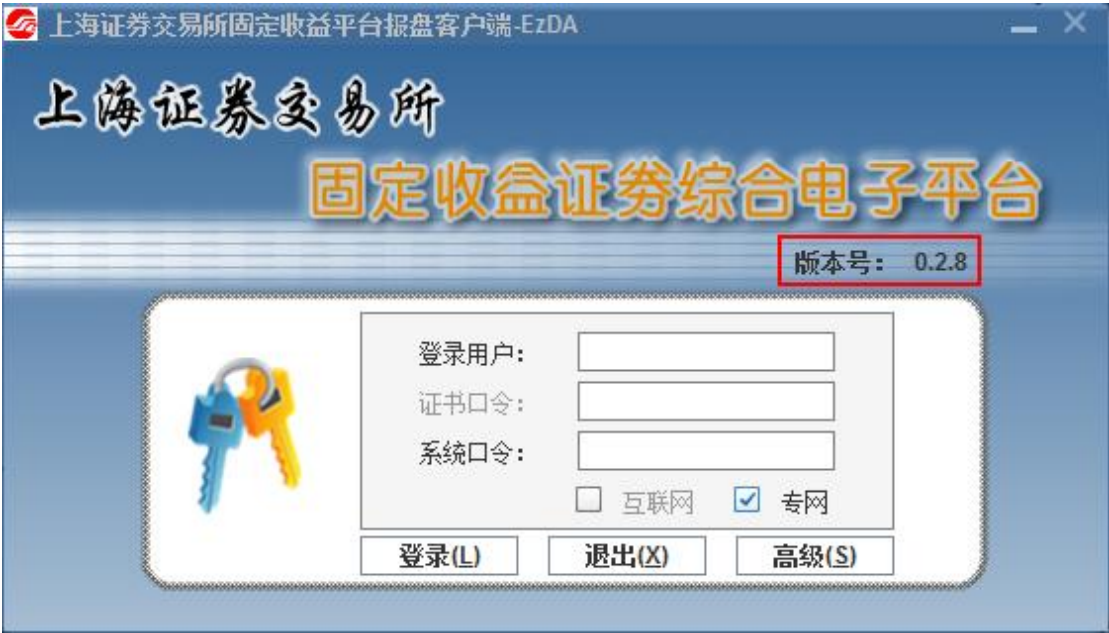 上海证券交易所固定收益平台报盘客户端-EzDA
上海证券交易所
固定收益证券综合电子平台
版本号： 0.2.8
登录用户：
证书口令：
系统口令：
互联网 专网
登录(L) 退出(X) 高级(S)